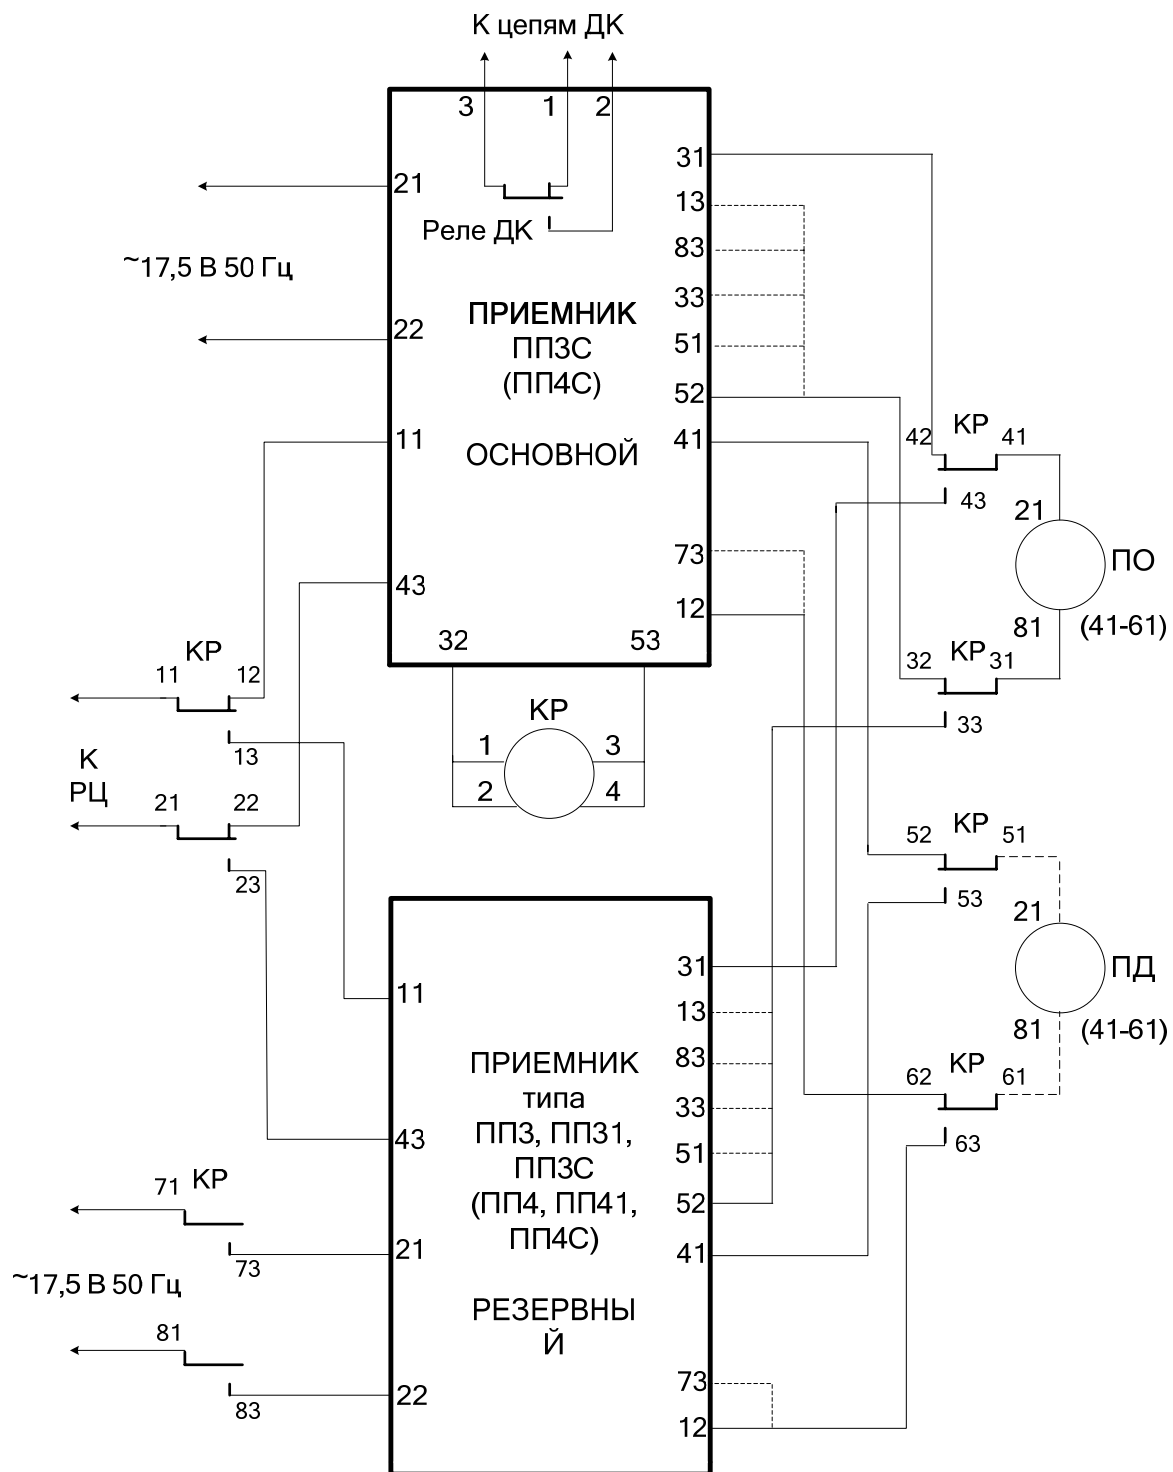 К цепям ДК
3 1 2
31
21
13
Реле ДК
83
~17,5 В 50 Гц
33
ПРИЕМНИК
ПП3С
(ПП4С)
22
51
52
11
ОСНОВНОЙ
41
42 КР 41
43
21
ПО
73
43
12
81 (41-61)
32 53
КР
11 12
32 КР 31
33
КР
13
1 3
К
РЦ
2 4
21 22
23
52 КР 51
53
21
ПД
31
11
13
81 (41-61)
ПРИЕМНИК
типа
ПП3, ПП31,
ПП3С
(ПП4, ПП41,
ПП4С)
83
62 КР 61
33
43
51
63
71 КР
52
21
73
41
~17,5 В 50 Гц
РЕЗЕРВНЫ
Й
81
73
22
83
12